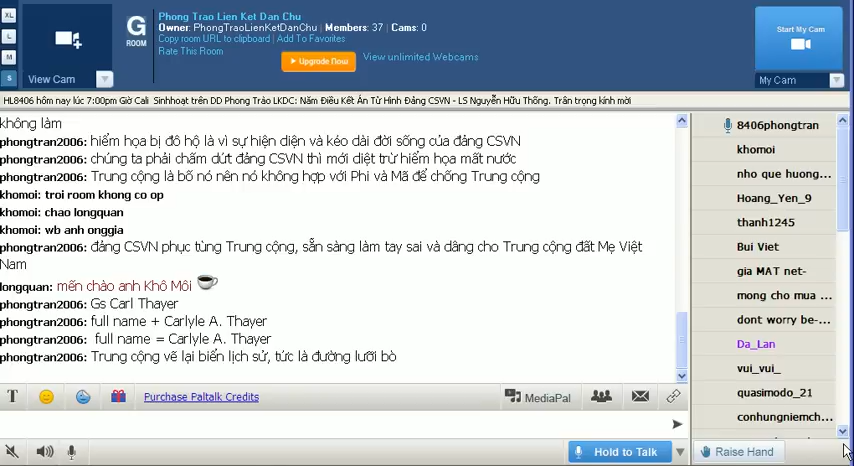 XL
L
M
S
View Cam
G
ROOM
Phong Trao Lien Ket Dan Chu
Owner: PhongTraoLienKetDanChu | Members: 37 | Cams: 0
Copy room URL to clipboard | Add To Favorites
Rate This Room
Upgrade Now
View unlimited Webcams
Start My Cam
My Cam
HL8406 hôm nay lúc 7:00pm Giờ Cali Sinhhoạt trên DD Phong Trào LKDC: Năm Điều Kết Án Tử Hình Đảng CSVN - LS Nguyễn Hữu Thống. Trân trọng kính mời
không làm
phongtran2006: hiểm họa bị đô hộ là vì sự hiện diện và kéo dài đời sống của đảng CSVN
phongtran2006: chúng ta phải chấm dứt đảng CSVN thì mới diệt trừ hiểm họa mất nước
phongtran2006: Trung cộng là bố nó nên nó không hợp với Phi và Mã để chống Trung cộng
khomoi: troi room khong co op
khomoi: chao longquan
khomoi: wb anh onggia
phongtran2006: đảng CSVN phục tùng Trung cộng, sẵn sàng làm tay sai và dâng cho Trung cộng đất Mẹ Việt
Nam
longquan: mến chào anh Khô Môi
phongtran2006: Gs Carl Thayer
phongtran2006: full name + Carlyle A. Thayer
phongtran2006: full name = Carlyle A. Thayer
phongtran2006: Trung cộng vẽ lại biển lịch sử, tức là đường lưỡi bò
8406phongtran
khomoi
nho que huong...
Hoang_Yen_9
thanh1245
Bui Viet
gia MAT net-
mong cho mua ...
dont worry be-...
Da_Lan
vui_vui_
quasimodo_21
conhungniemch...
T
Purchase Paltalk Credits
MediaPal
Hold to Talk
Raise Hand